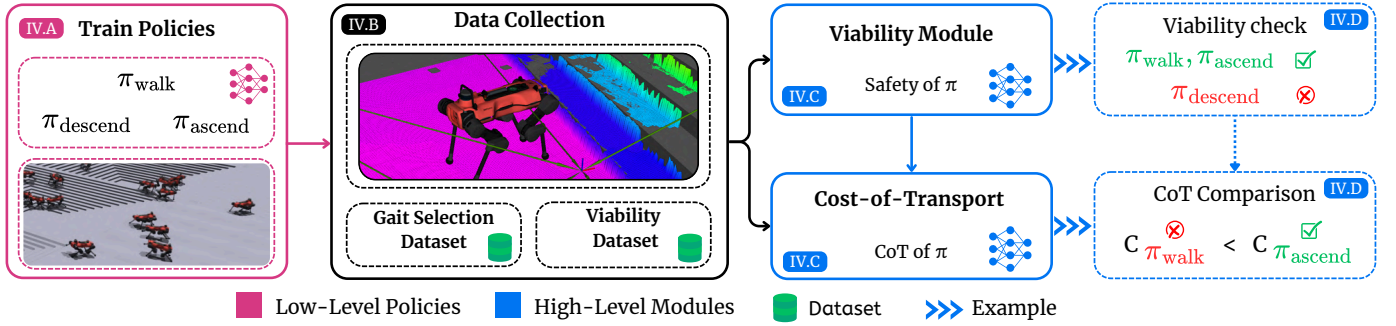 IV.A Train Policies
π_walk
π_descend π_ascend
IV.B Data Collection
Gait Selection
Dataset
Viability
Dataset
Viability Module
Safety of π
IV.C
Cost-of-Transport
CoT of π
IV.C
Viability check IV.D
π_walk, π_ascend
π_descend
CoT Comparison IV.D
C π_walk < C π_ascend
Low-Level Policies High-Level Modules Dataset Example